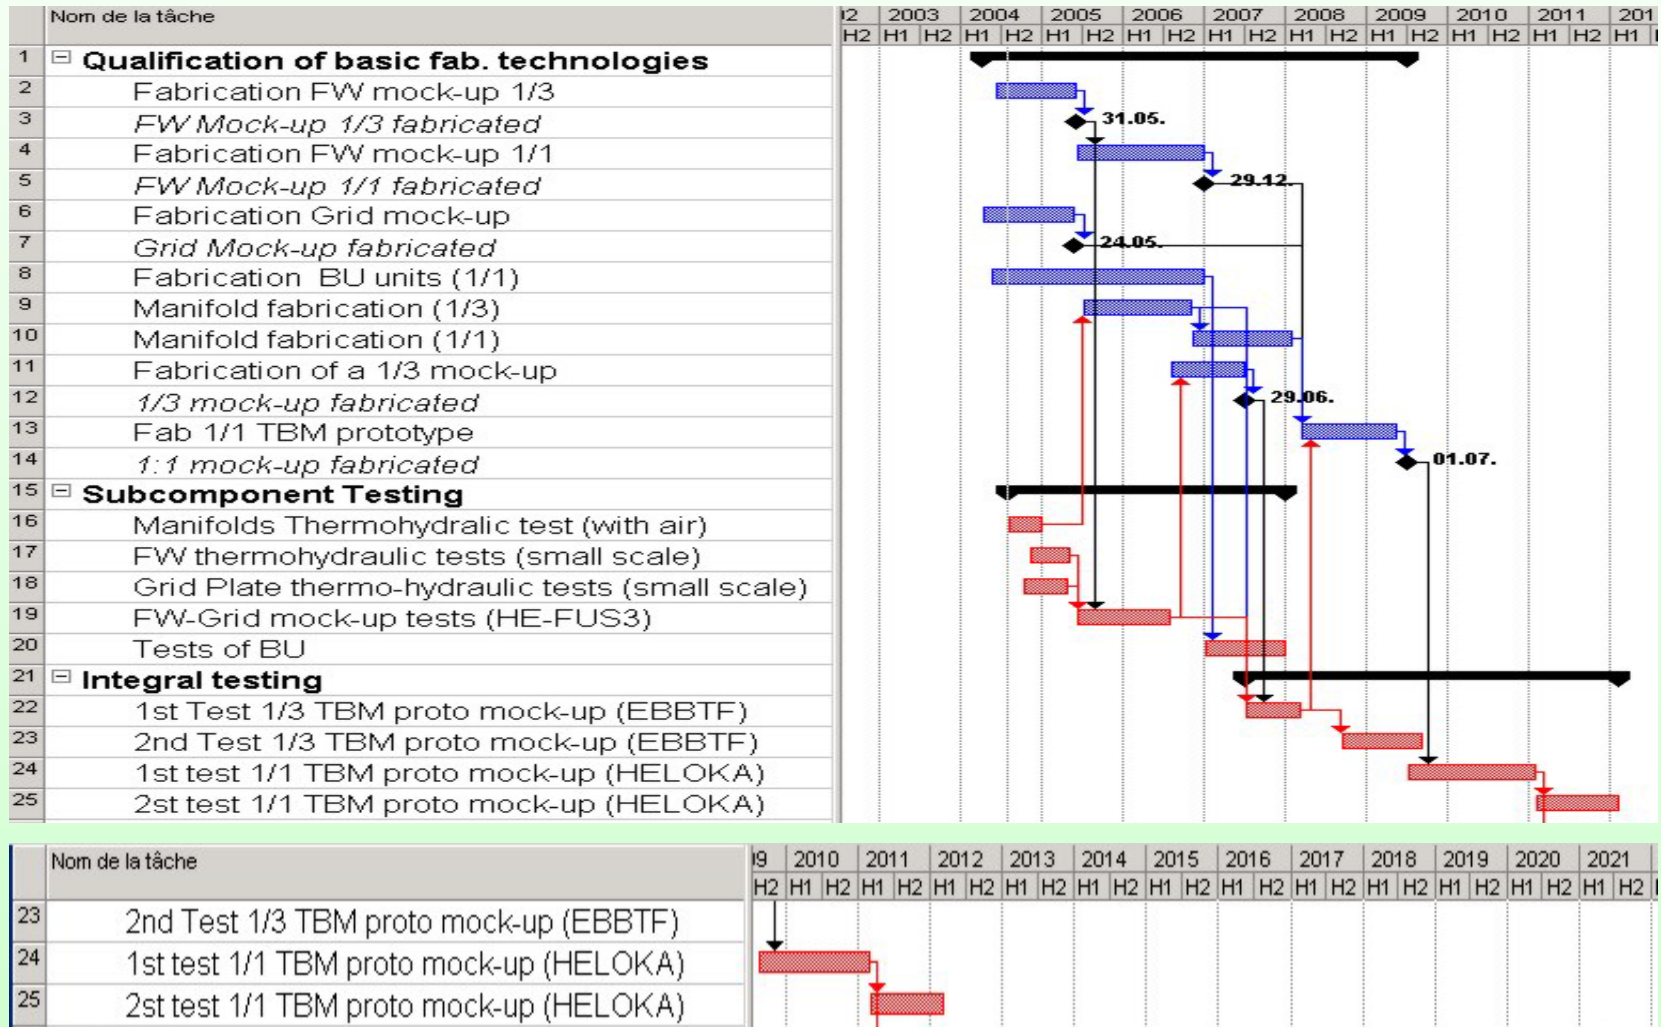 Nom de la tâche 02 2003 2004 2005 2006 2007 2008 2009 2010 2011 201
H2 H1 H2 H1 H2 H1 H2 H1 H2 H1 H2 H1 H2 H1 H2 H1 H2 H1 H2 H1
1 Qualification of basic fab. technologies
2 Fabrication FW mock-up 1/3
3 FW Mock-up 1/3 fabricated 31.05.
4 Fabrication FW mock-up 1/1
5 FW Mock-up 1/1 fabricated 29.12.
6 Fabrication Grid mock-up
7 Grid Mock-up fabricated 24.05.
8 Fabrication BU units (1/1)
9 Manifold fabrication (1/3)
10 Manifold fabrication (1/1)
11 Fabrication of a 1/3 mock-up
12 1/3 mock-up fabricated 29.06.
13 Fab 1/1 TBM prototype
14 1:1 mock-up fabricated 01.07.
15 Subcomponent Testing
16 Manifolds Thermohydralic test (with air)
17 FW thermohydraulic tests (small scale)
18 Grid Plate thermo-hydraulic tests (small scale)
19 FW-Grid mock-up tests (HE-FUS3)
20 Tests of BU
21 Integral testing
22 1st Test 1/3 TBM proto mock-up (EBBTF)
23 2nd Test 1/3 TBM proto mock-up (EBBTF)
24 1st test 1/1 TBM proto mock-up (HELOKA)
25 2st test 1/1 TBM proto mock-up (HELOKA)
Nom de la tâche 09 2010 2011 2012 2013 2014 2015 2016 2017 2018 2019 2020 2021
H2 H1 H2 H1 H2 H1 H2 H1 H2 H1 H2 H1 H2 H1 H2 H1 H2 H1 H2 H1 H2 H1 H2 H1 H2
23 2nd Test 1/3 TBM proto mock-up (EBBTF)
24 1st test 1/1 TBM proto mock-up (HELOKA)
25 2st test 1/1 TBM proto mock-up (HELOKA)